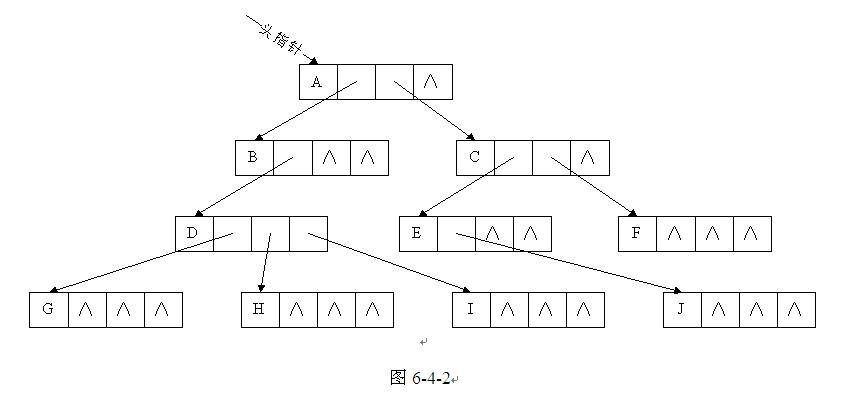 头指针
A ∧
B ∧ ∧ C ∧
D E ∧ ∧ F ∧ ∧ ∧
G ∧ ∧ ∧ H ∧ ∧ ∧ I ∧ ∧ ∧ J ∧ ∧ ∧
图 6-4-2